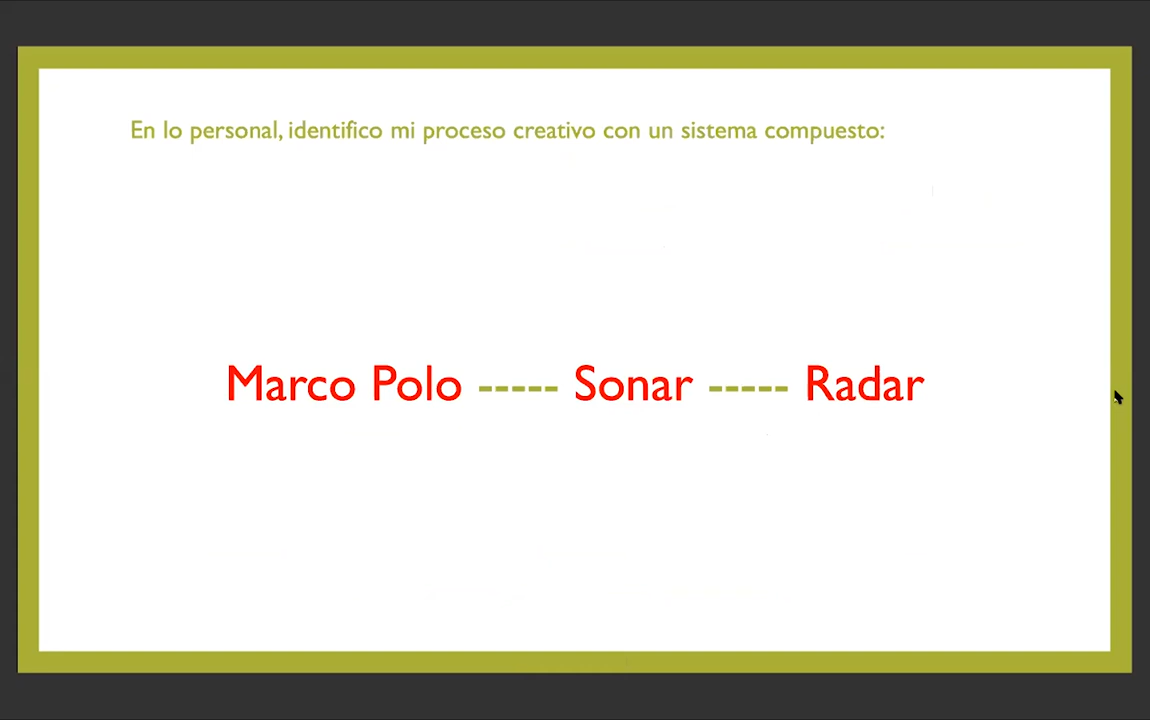 En lo personal, identifico mi proceso creativo con un sistema compuesto:
Marco Polo ----- Sonar ----- Radar